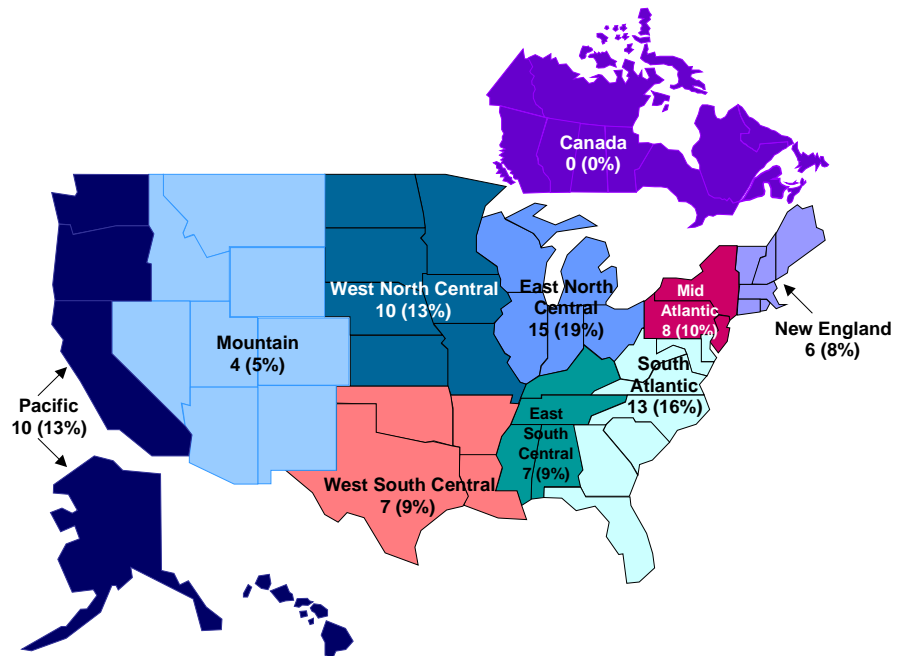 Canada
0 (0%)
West North Central
10 (13%)
East North
Central
15 (19%)
Mid
Atlantic
8 (10%)
New England
6 (8%)
Mountain
4 (5%)
South
Atlantic
13 (16%)
Pacific
10 (13%)
East
South
Central
7 (9%)
West South Central
7 (9%)